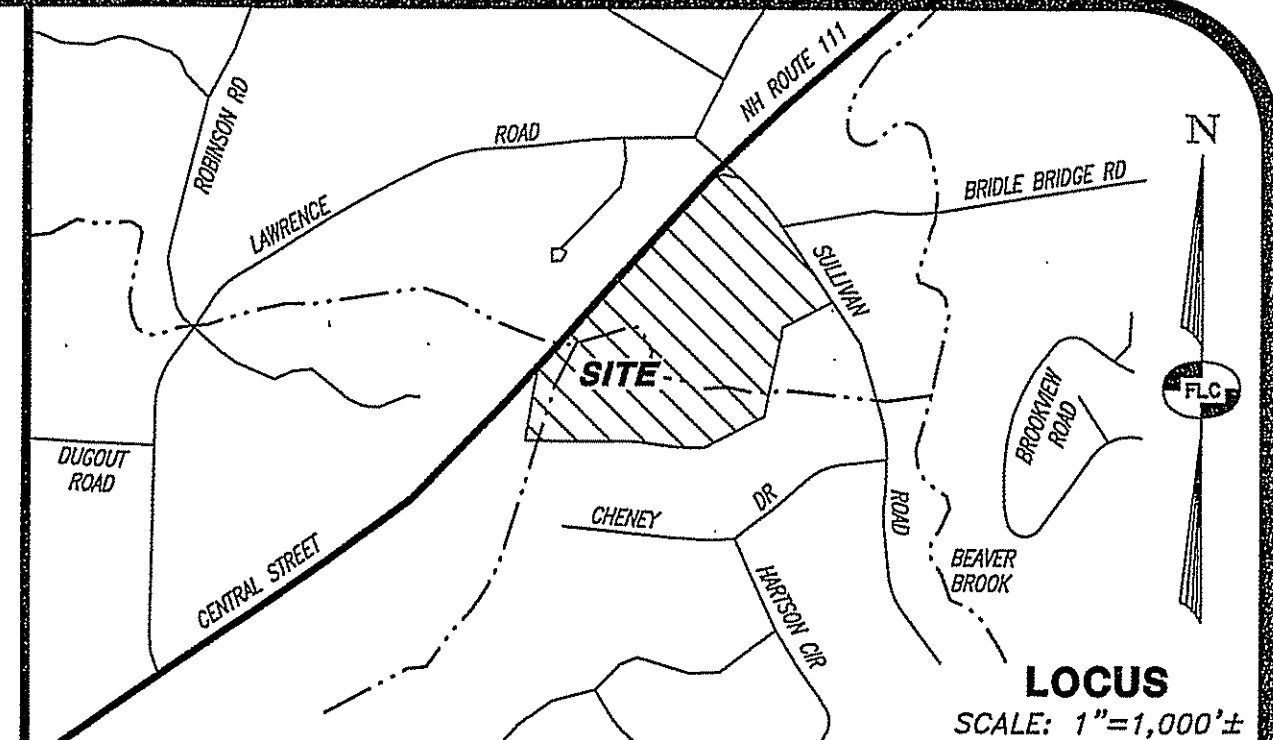 NH ROUTE 111
ROBINSON RD
ROAD
N
LAWRENCE
BRIDLE BRIDGE RD
SULLIVAN
SITE
FLC
BROOKVIEW
ROAD
DUGOUT
ROAD
CHENEY
DR
ROAD
CENTRAL STREET
BEAVER
BROOK
HARTSON CIR
LOCUS
SCALE: 1"=1,000'±